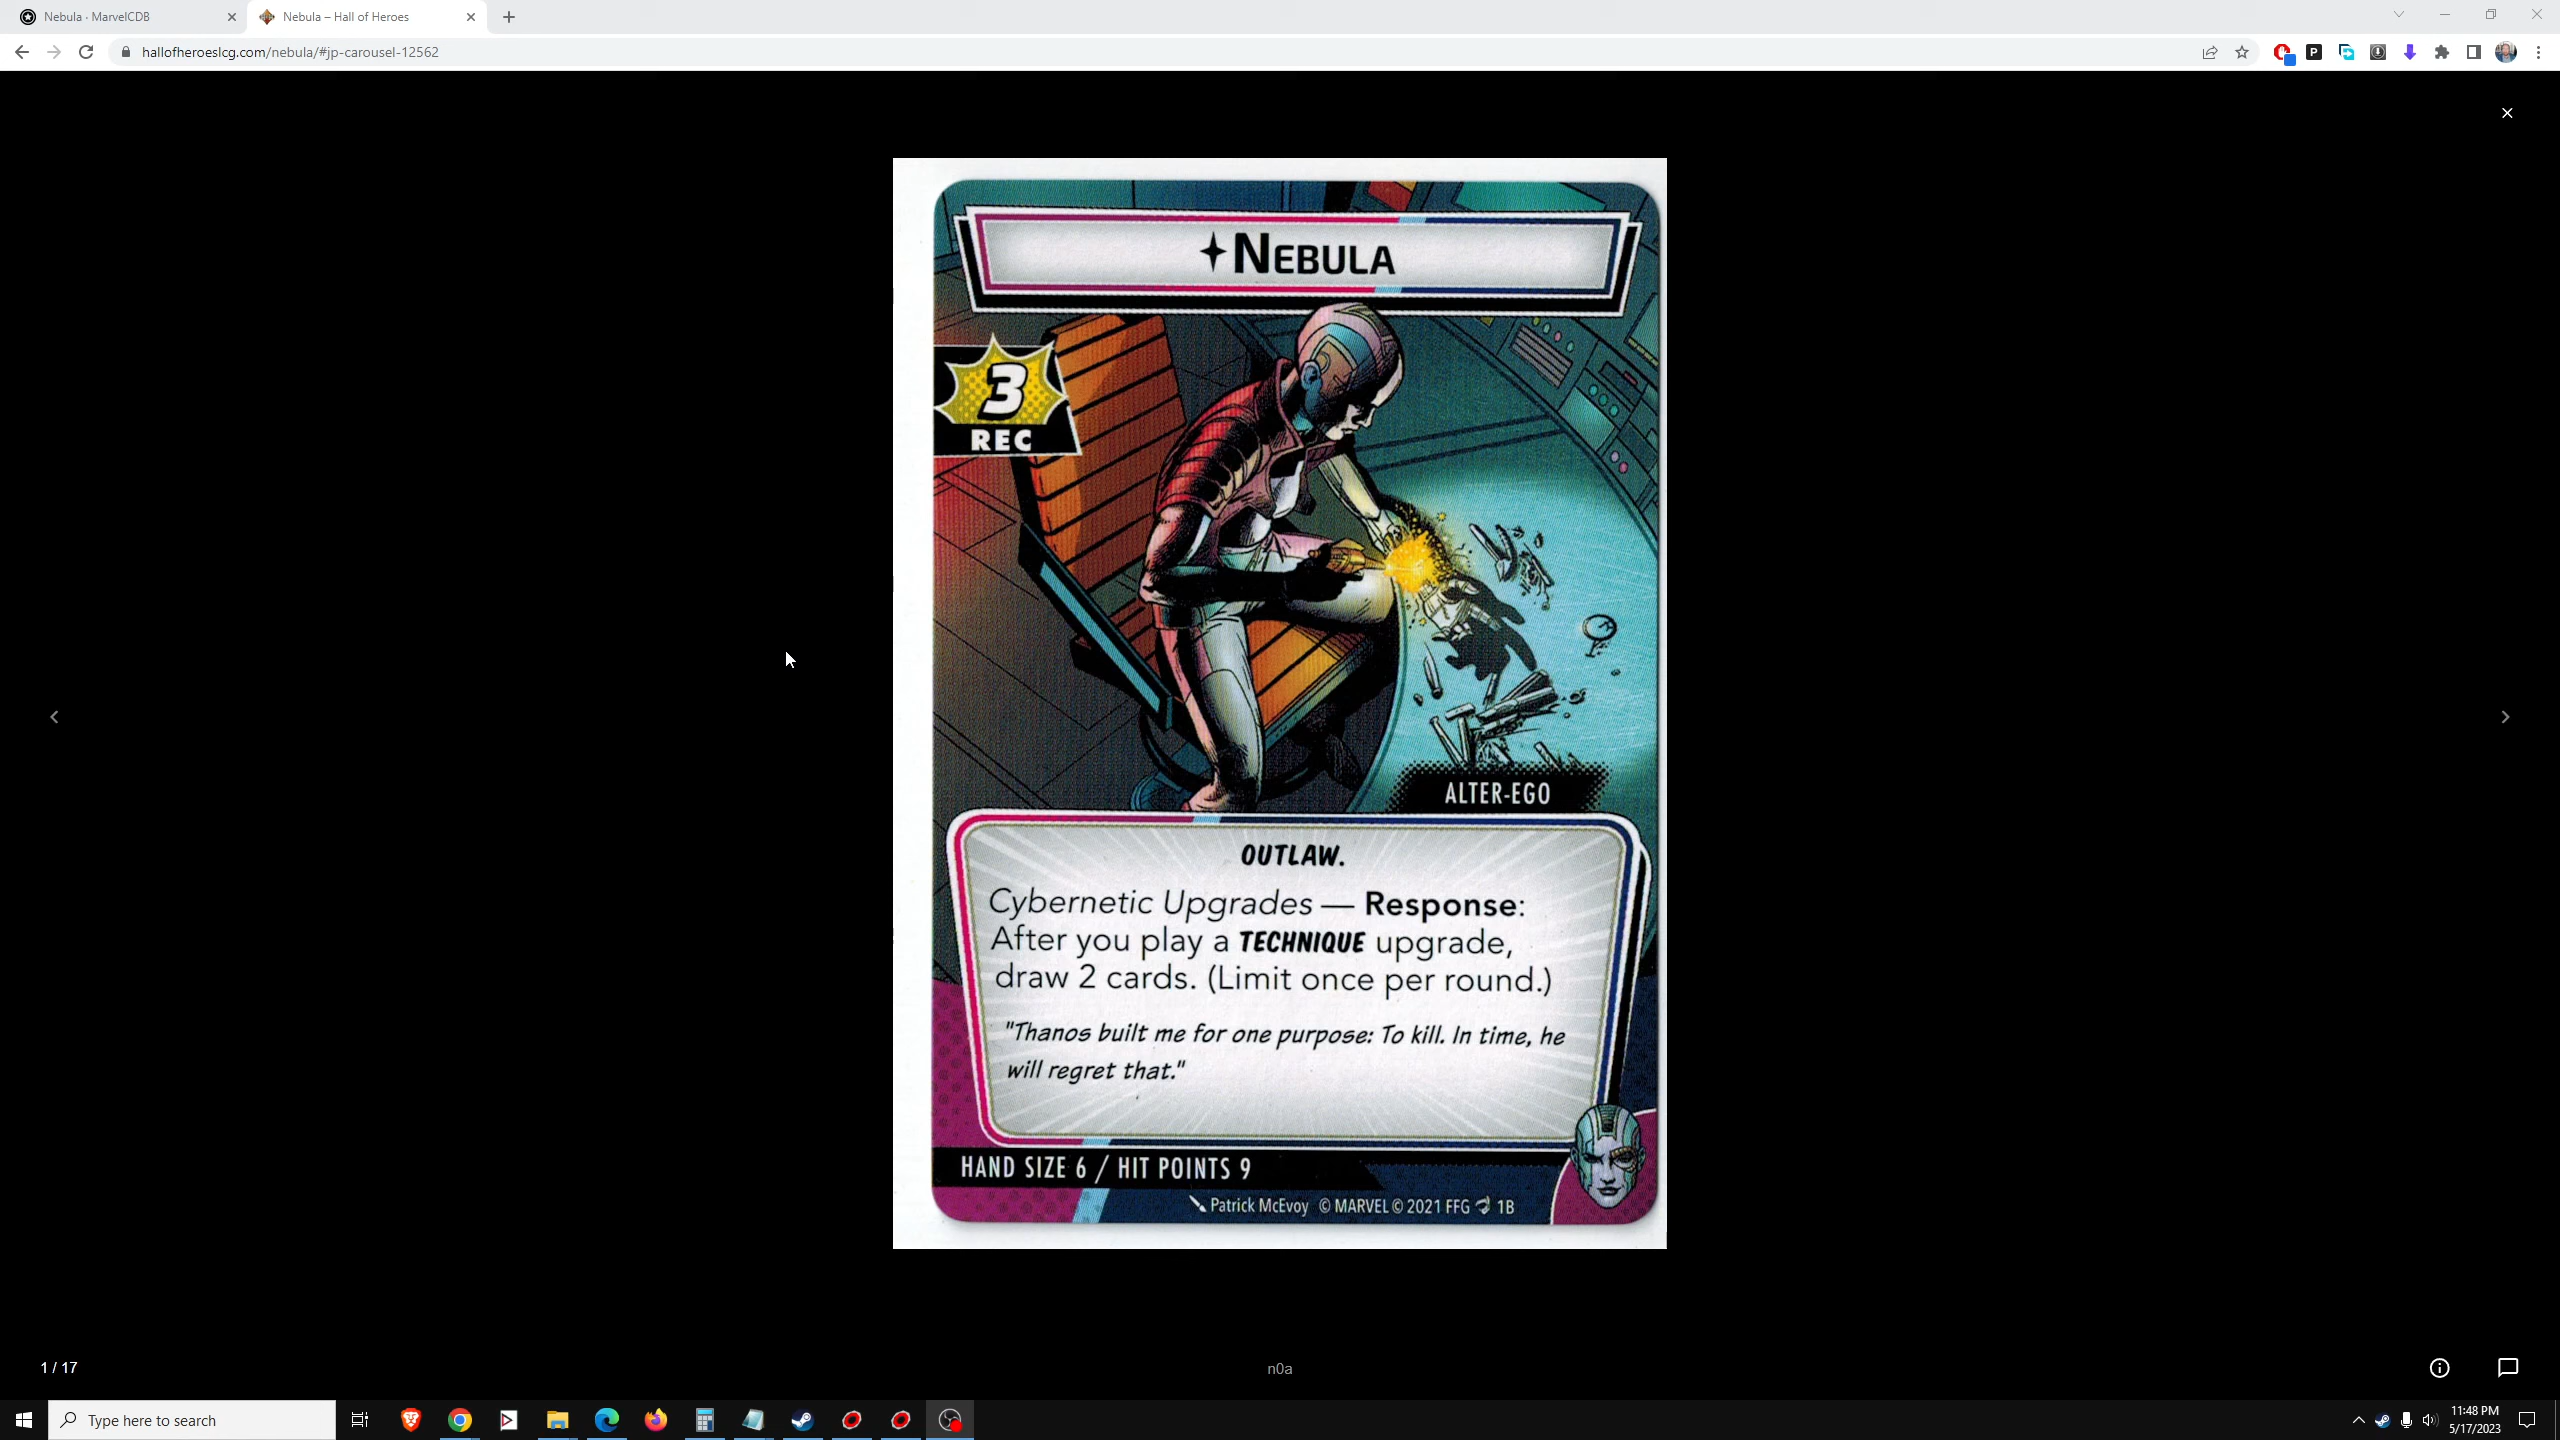 Nebula · MarvelCDB
Nebula – Hall of Heroes
hallofheroeslcg.com/nebula/#jp-carousel-12562
NEBULA
3
REC
ALTER-EGO
OUTLAW.
Cybernetic Upgrades — Response:
After you play a TECHNIQUE upgrade,
draw 2 cards. (Limit once per round.)
"Thanos built me for one purpose: To kill. In time, he
will regret that."
HAND SIZE 6 / HIT POINTS 9
Patrick McEvoy © MARVEL © 2021 FFG 1B
1 / 17
n0a
Type here to search
11:48 PM
5/17/2023